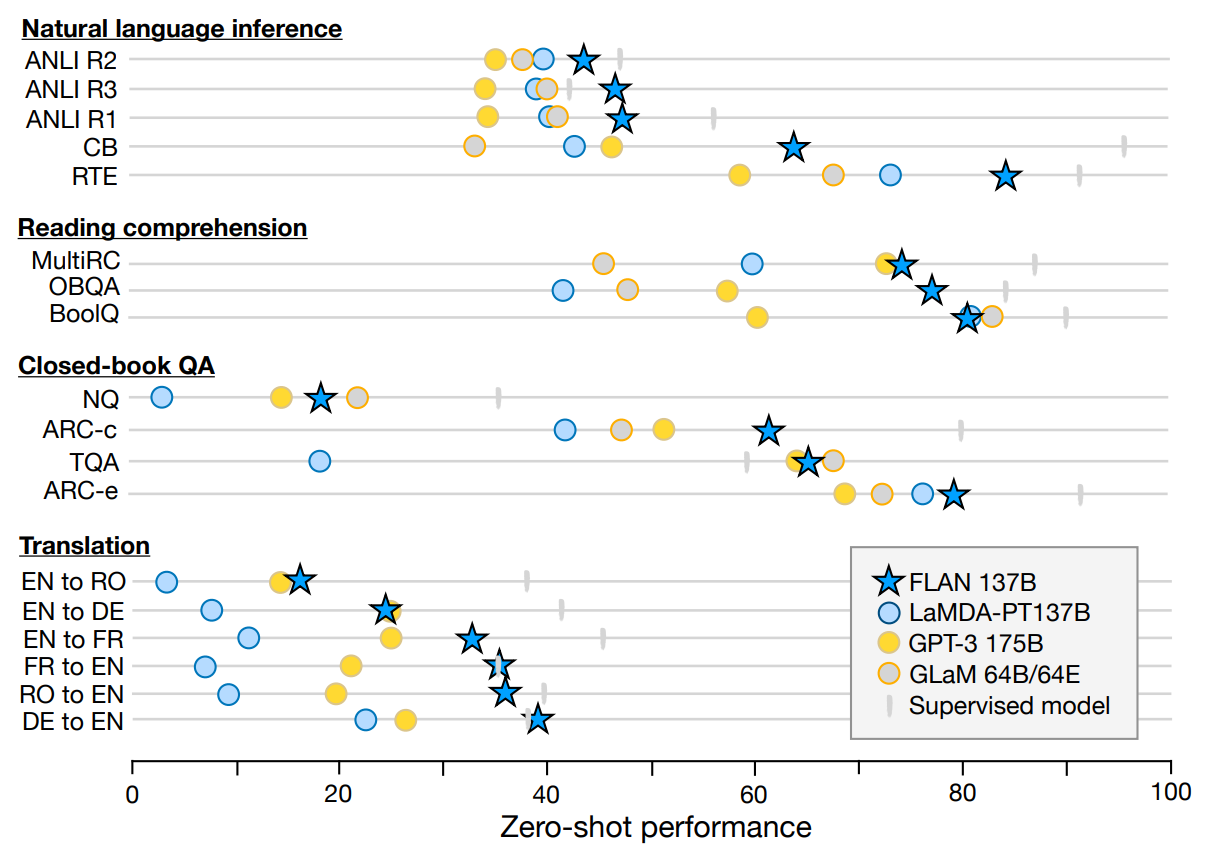 Natural language inference
ANLI R2
ANLI R3
ANLI R1
CB
RTE
Reading comprehension
MultiRC
OBQA
BoolQ
Closed-book QA
NQ
ARC-c
TQA
ARC-e
Translation
EN to RO
EN to DE
EN to FR
FR to EN
RO to EN
DE to EN
FLAN 137B
LaMDA-PT137B
GPT-3 175B
GLaM 64B/64E
Supervised model
0 20 40 60 80 100
Zero-shot performance